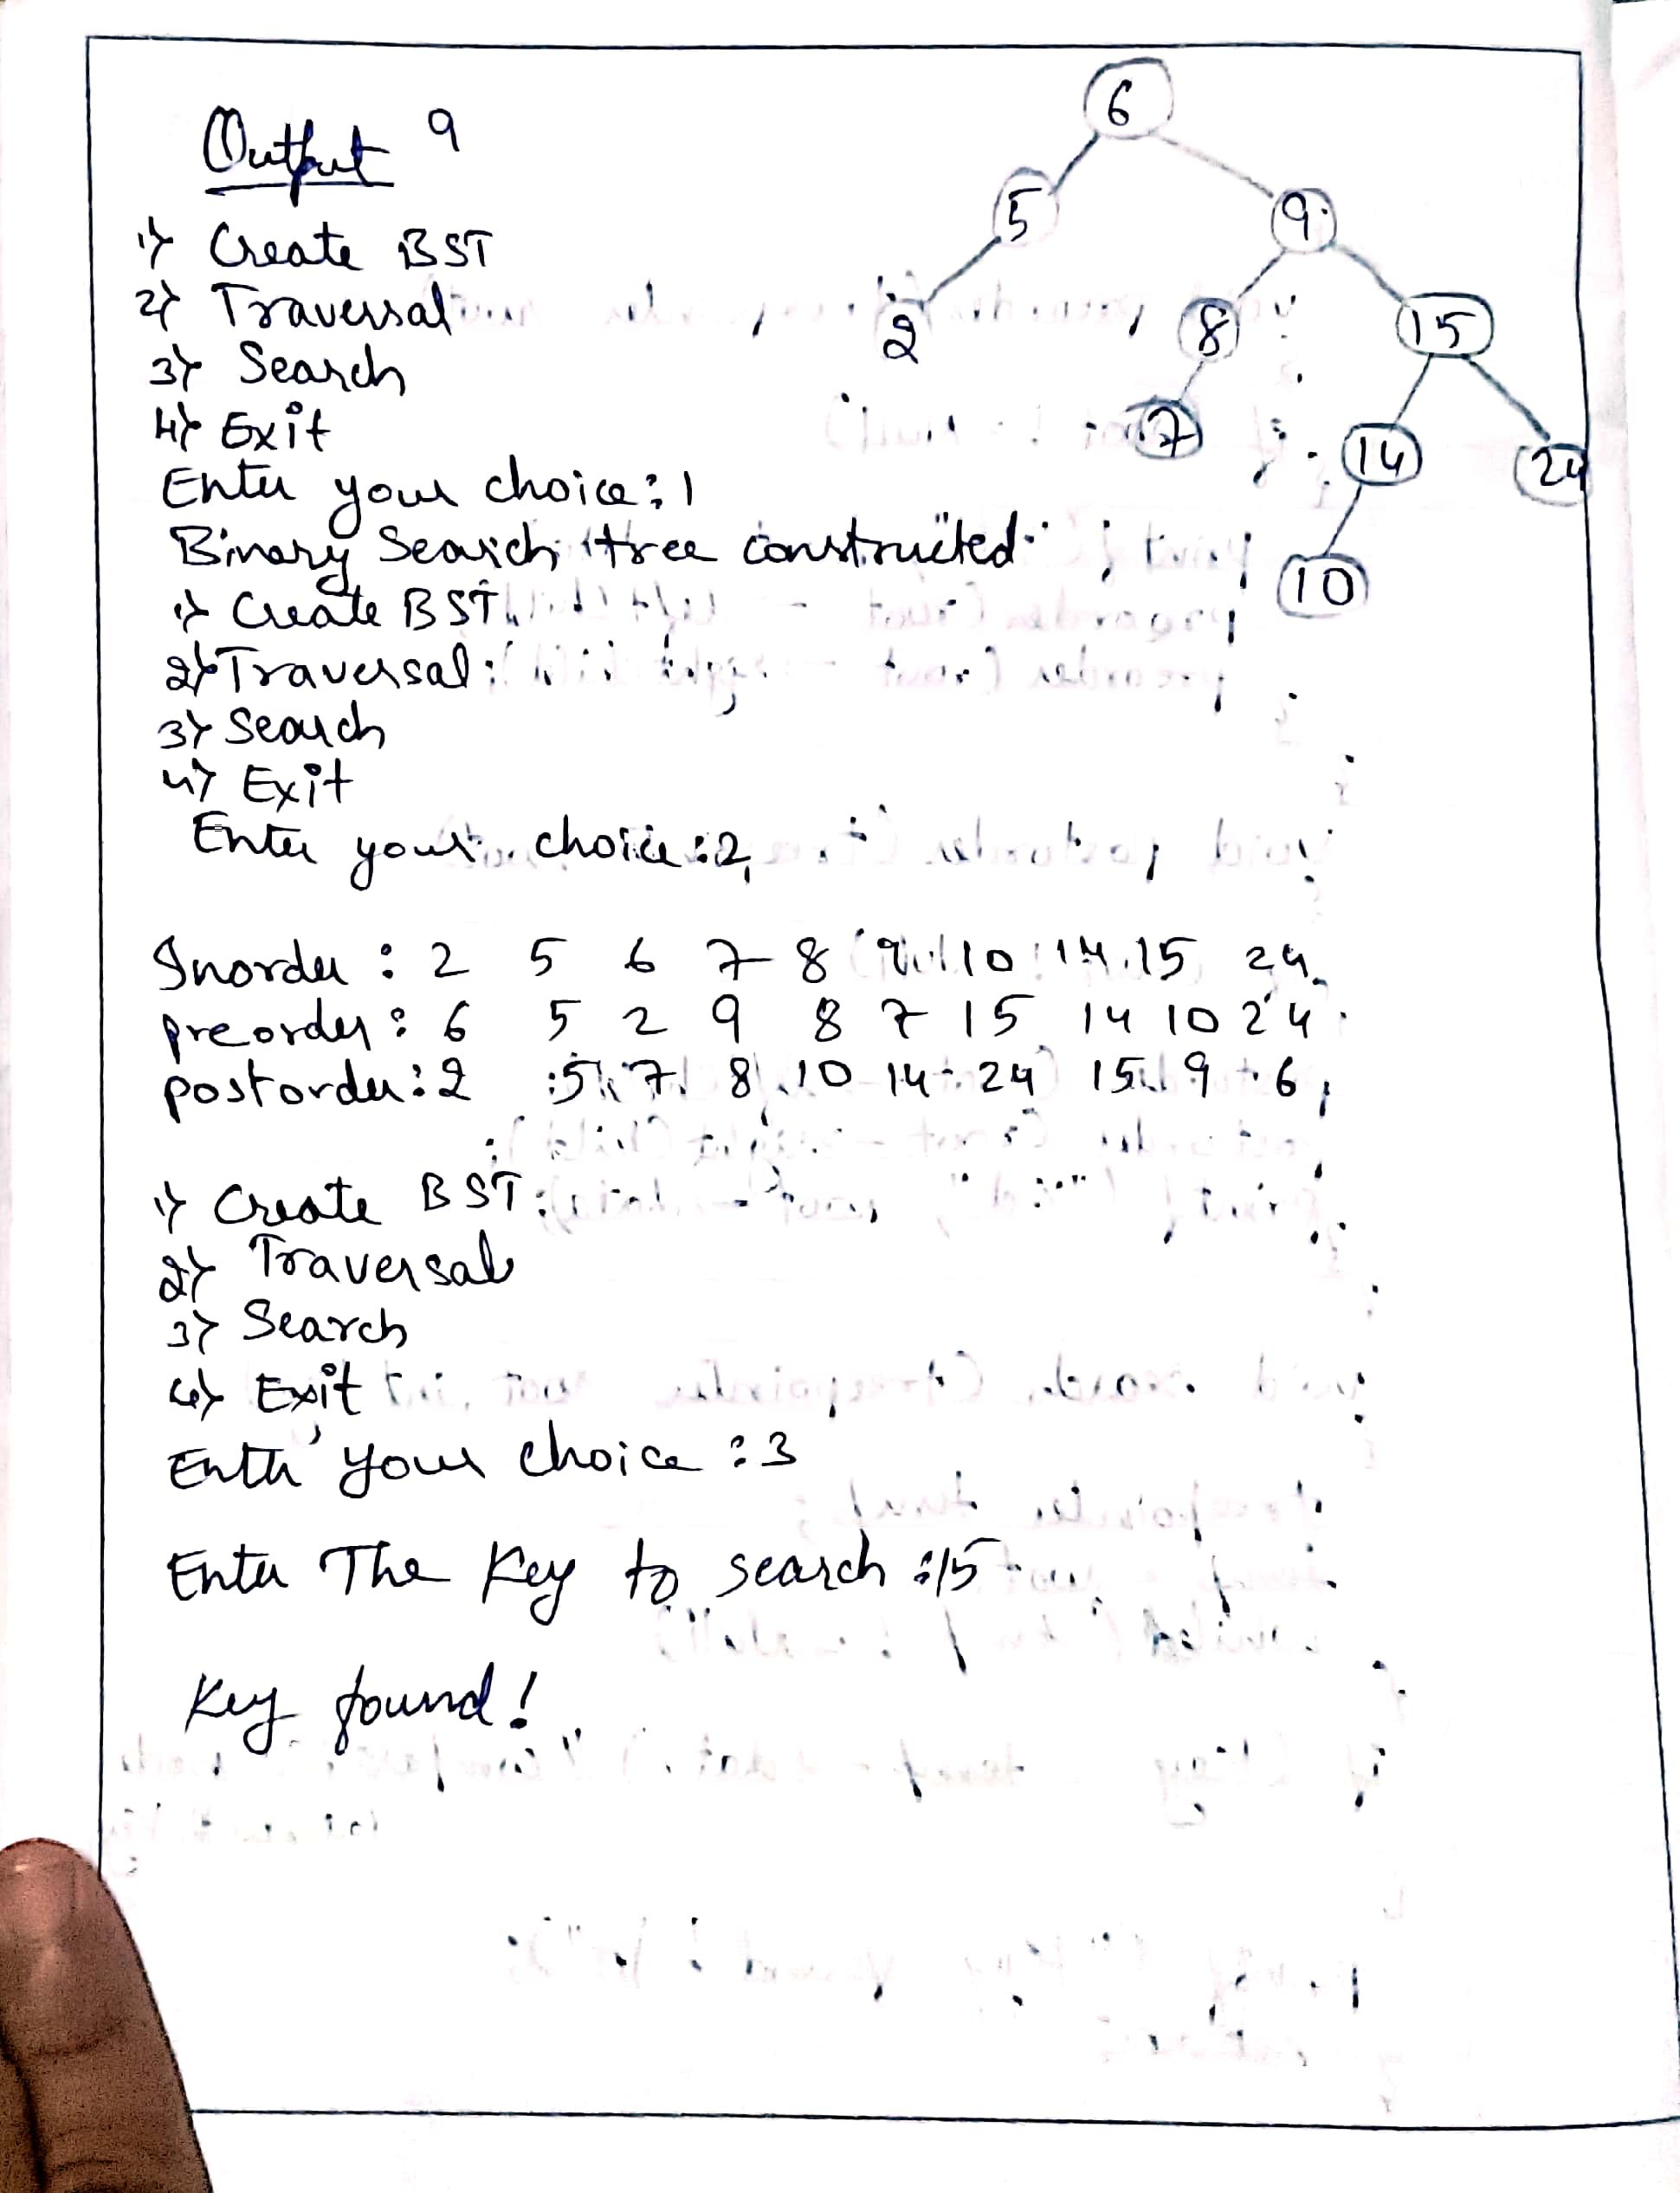 Output 9
6
5 9
2 8 15
7 14 24
10
1) Create BST
2) Traversal
3) Search
4) Exit
Enter your choice: 1
Binary Search tree constructed
1) Create BST
2) Traversal
3) Search
4) Exit
Enter your choice: 2
Inorder : 2 5 6 7 8 9 10 14 15 24
preorder : 6 5 2 9 8 7 15 14 10 24
postorder : 2 5 7 8 10 14 24 15 9 6
1) Create BST
2) Traversal
3) Search
4) Exit
Enter your choice : 3
Enter The Key to search : 15
Key found!